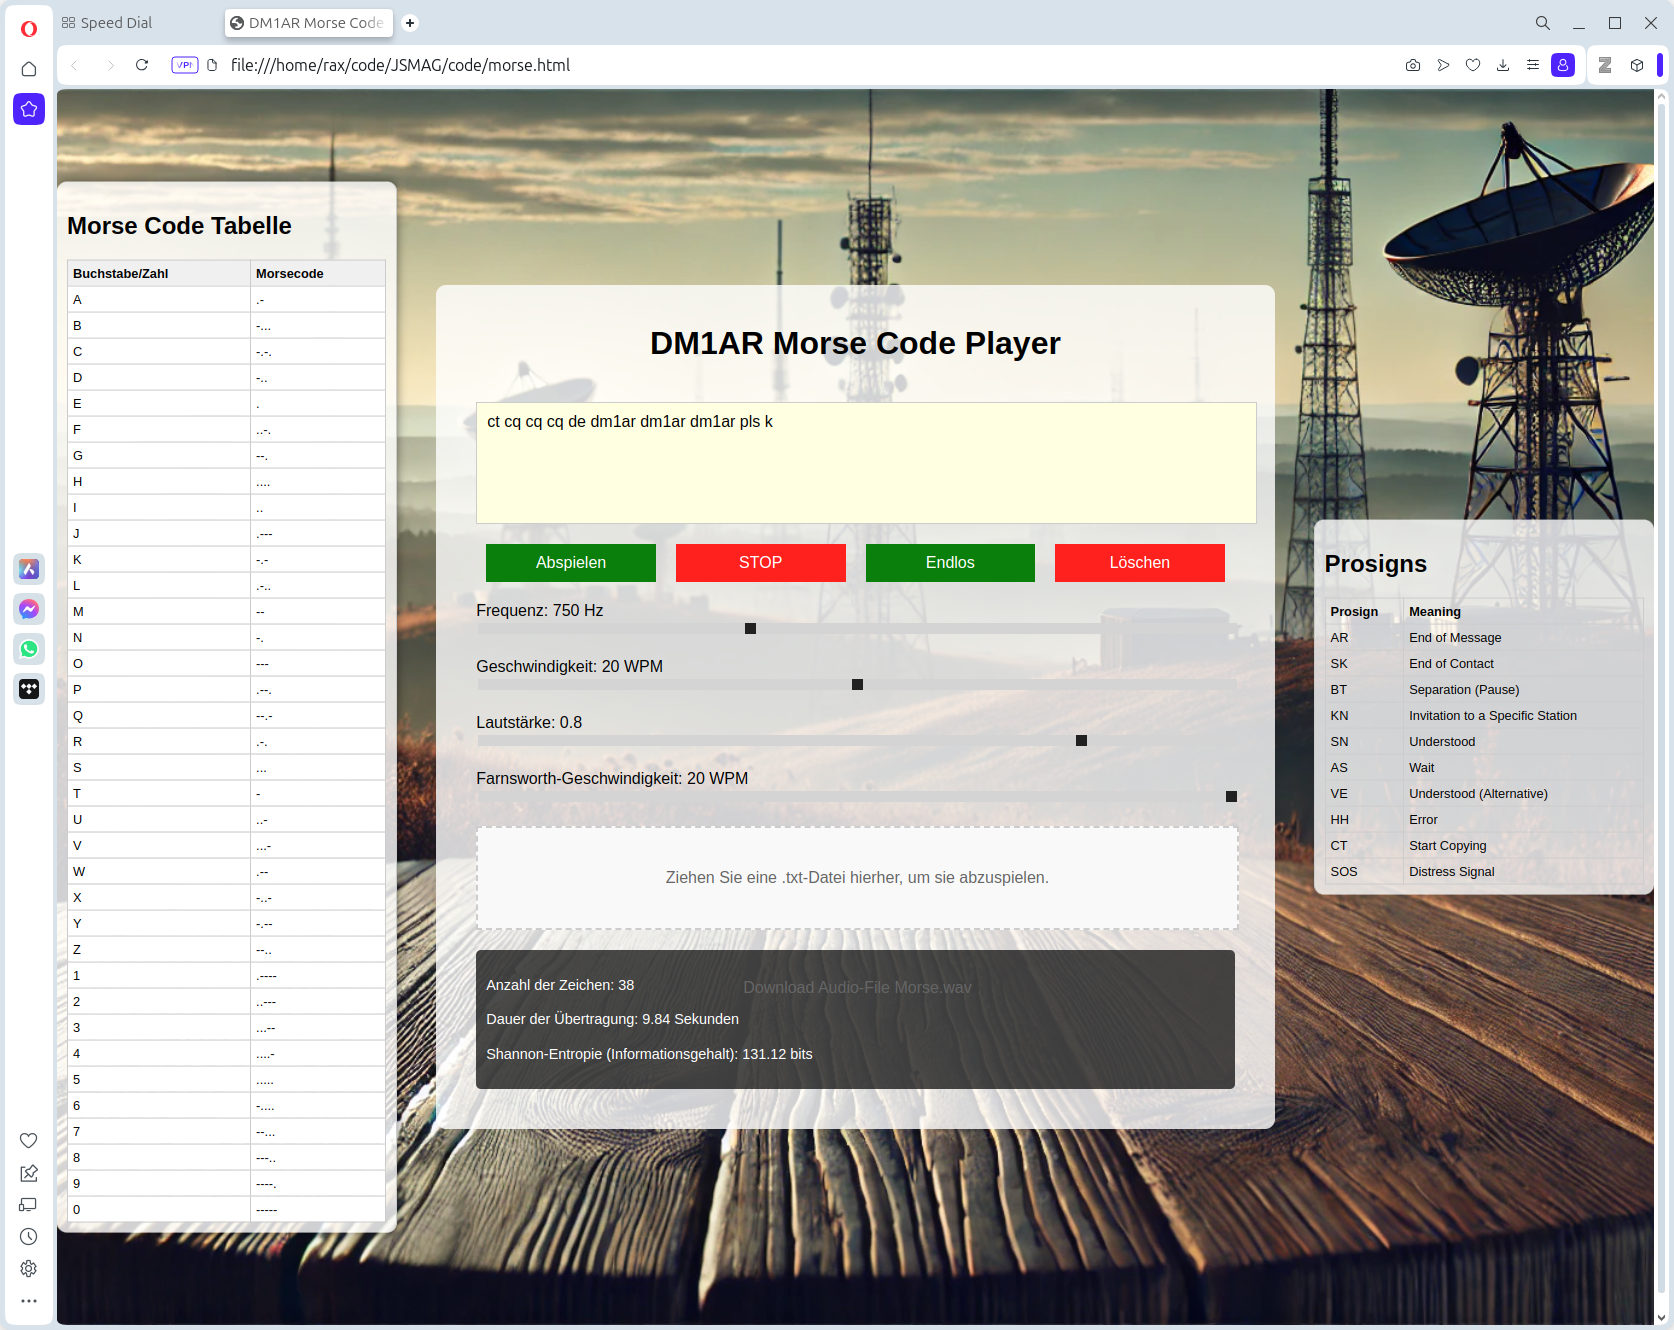 Speed Dial
DM1AR Morse Code
VPN
file:///home/rax/code/JSMAG/code/morse.html
Morse Code Tabelle
Buchstabe/Zahl Morsecode
A .-
B -...
C -.-.
D -..
E .
F ..-.
G --.
H ....
I ..
J .---
K -.-
L .-..
M --
N -.
O ---
P .--.
Q --.-
R .-.
S ...
T -
U ..-
V ...-
W .--
X -..-
Y -.--
Z --..
1 .----
2 ..---
3 ...--
4 ....-
5 .....
6 -....
7 --...
8 ---..
9 ----.
0 -----
DM1AR Morse Code Player
ct cq cq cq de dm1ar dm1ar dm1ar pls k
Abspielen STOP Endlos Löschen
Frequenz: 750 Hz
Geschwindigkeit: 20 WPM
Lautstärke: 0.8
Farnsworth-Geschwindigkeit: 20 WPM
Ziehen Sie eine .txt-Datei hierher, um sie abzuspielen.
Anzahl der Zeichen: 38
Download Audio-File Morse.wav
Dauer der Übertragung: 9.84 Sekunden
Shannon-Entropie (Informationsgehalt): 131.12 bits
Prosigns
Prosign Meaning
AR End of Message
SK End of Contact
BT Separation (Pause)
KN Invitation to a Specific Station
SN Understood
AS Wait
VE Understood (Alternative)
HH Error
CT Start Copying
SOS Distress Signal